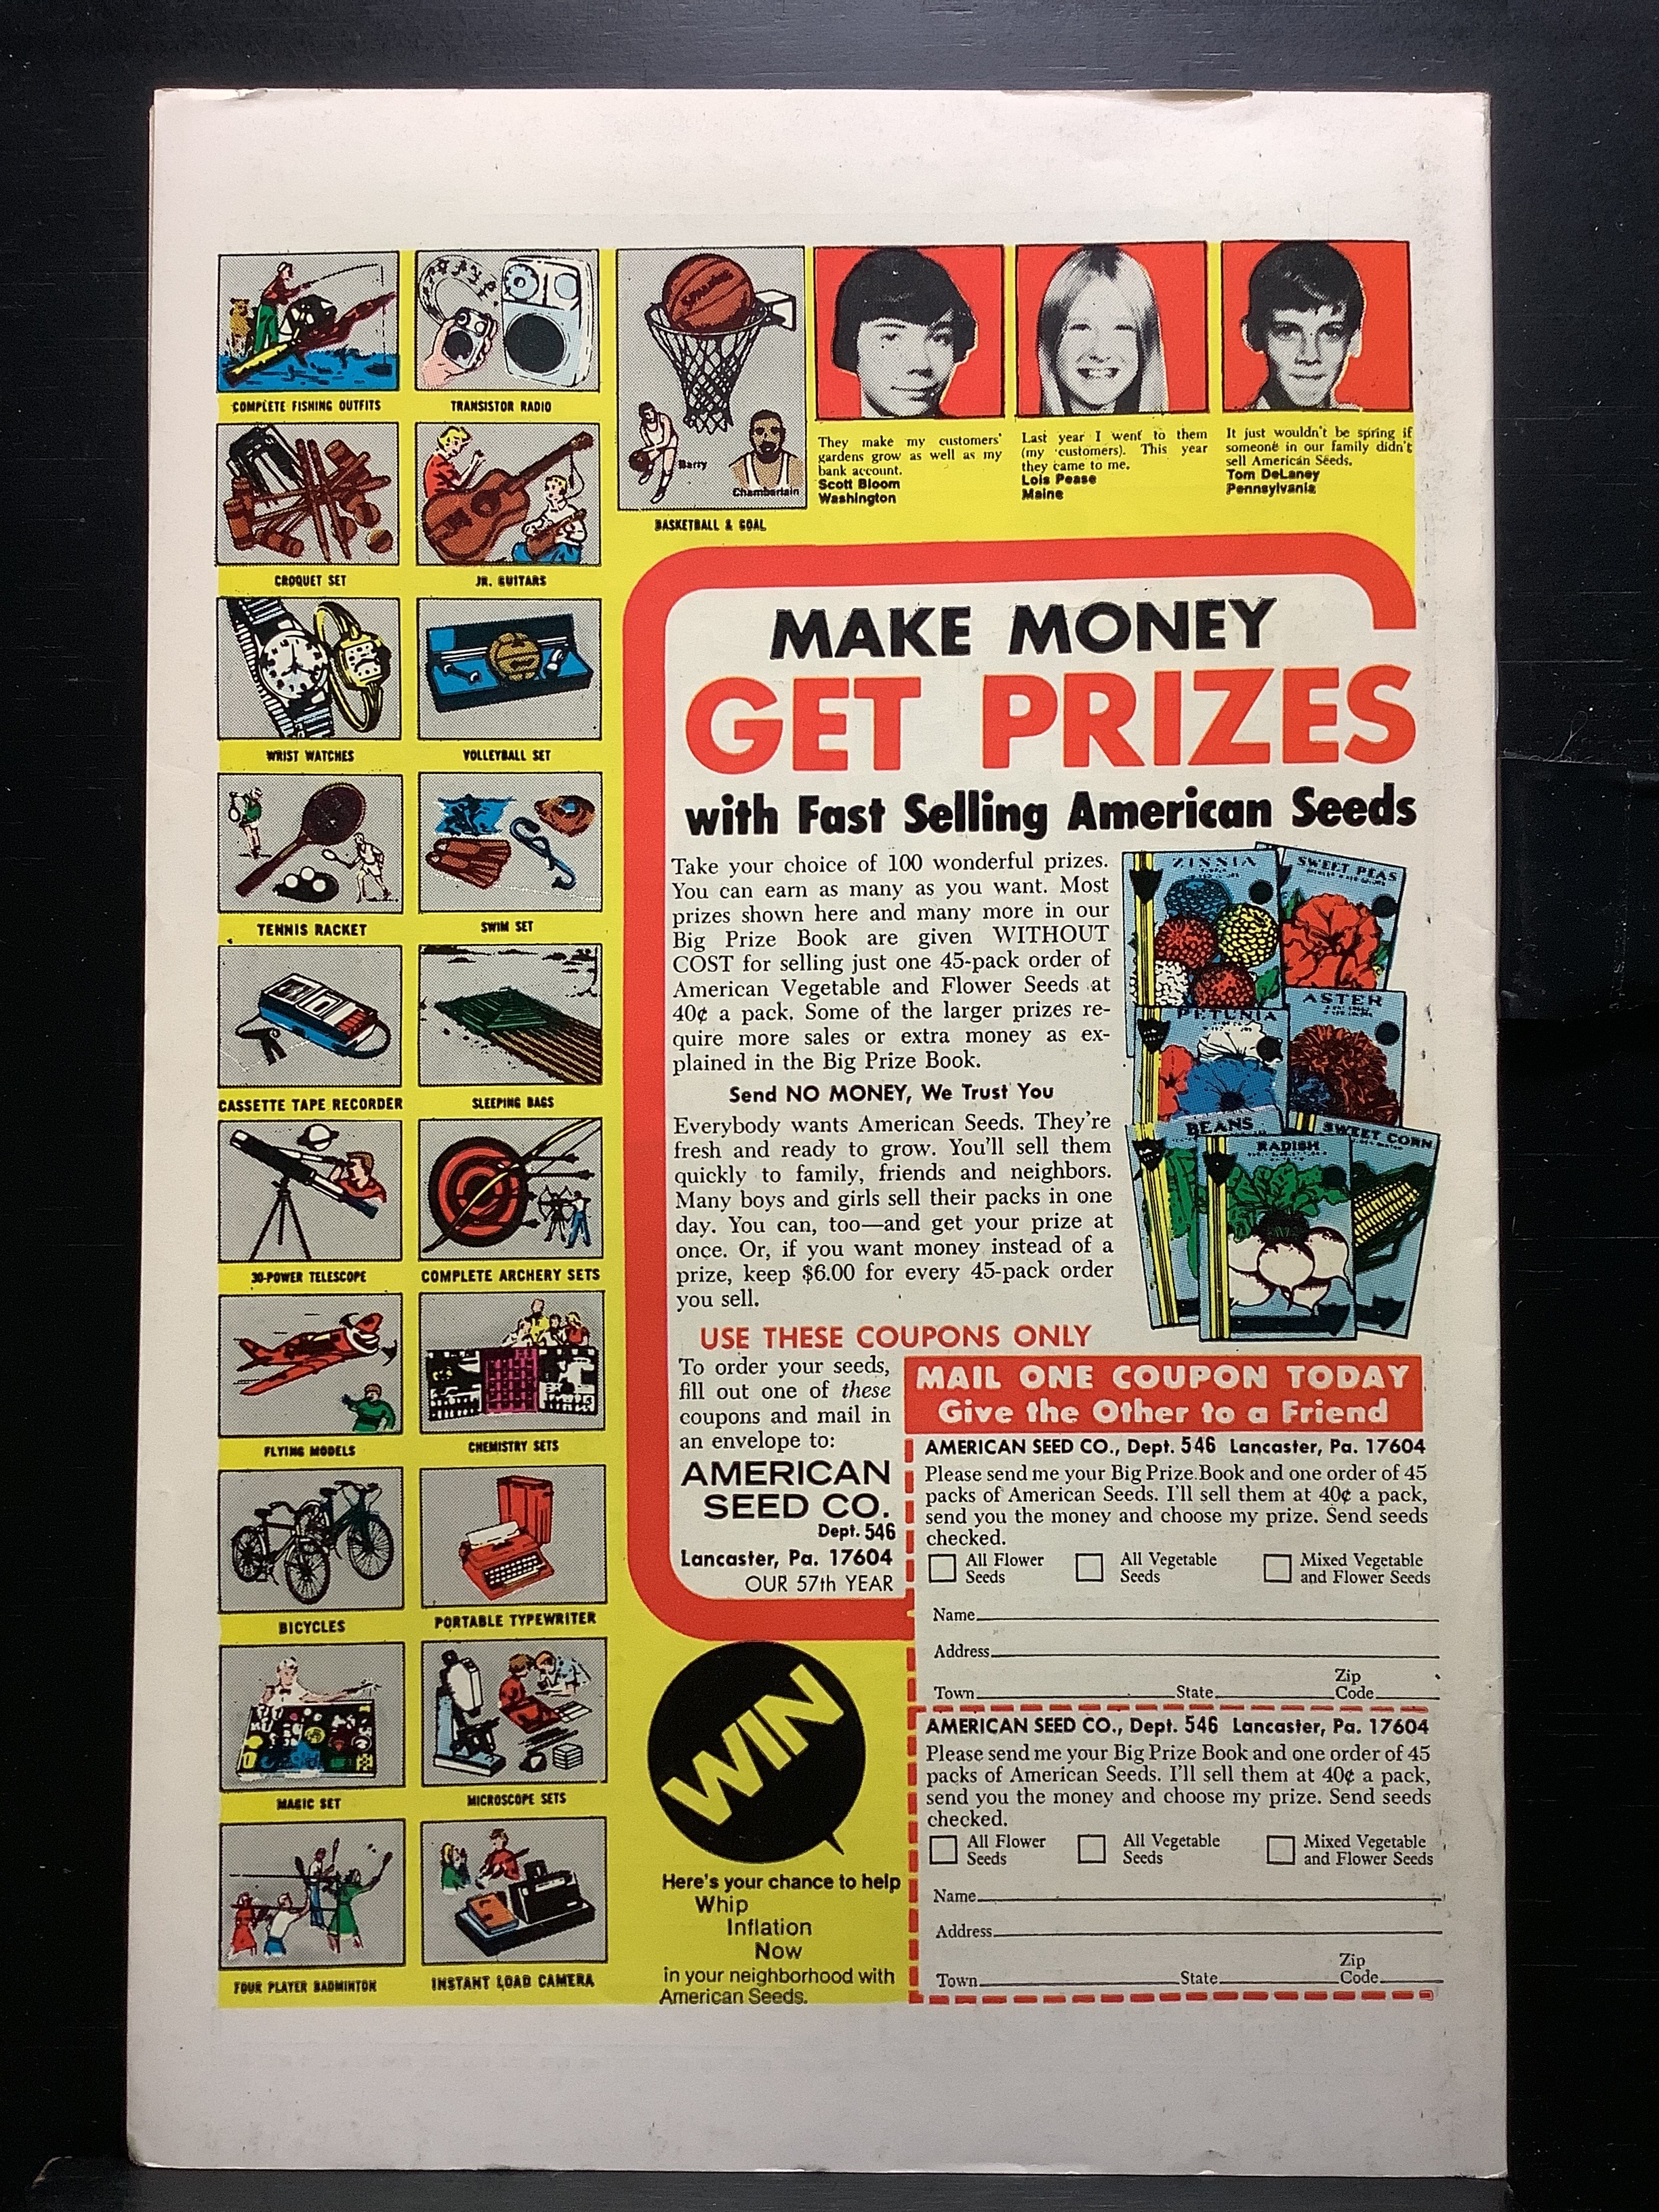 COMPLETE FISHING OUTFITS
TRANSISTOR RADIO
CROQUET SET
JR. GUITARS
WRIST WATCHES
VOLLEYBALL SET
TENNIS RACKET
SWIM SET
CASSETTE TAPE RECORDER
SLEEPING BAGS
30-POWER TELESCOPE
COMPLETE ARCHERY SETS
FLYING MODELS
CHEMISTRY SETS
BICYCLES
PORTABLE TYPEWRITER
MAGIC SET
MICROSCOPE SETS
FOUR PLAYER BADMINTON
INSTANT LOAD CAMERA
Barry
Chamberlain
BASKETBALL & GOAL
They make my customers'
gardens grow as well as my
bank account.
Scott Bloom
Washington
Last year I went to them
(my customers). This year
they came to me.
Lois Pease
Maine
It just wouldn't be spring if
someone in our family didn't
sell American Seeds.
Tom DeLaney
Pennsylvania
MAKE MONEY
GET PRIZES
with Fast Selling American Seeds
Take your choice of 100 wonderful prizes.
You can earn as many as you want. Most
prizes shown here and many more in our
Big Prize Book are given WITHOUT
COST for selling just one 45-pack order of
American Vegetable and Flower Seeds at
40¢ a pack. Some of the larger prizes re-
quire more sales or extra money as ex-
plained in the Big Prize Book.
Send NO MONEY, We Trust You
Everybody wants American Seeds. They're
fresh and ready to grow. You'll sell them
quickly to family, friends and neighbors.
Many boys and girls sell their packs in one
day. You can, too—and get your prize at
once. Or, if you want money instead of a
prize, keep $6.00 for every 45-pack order
you sell.
ZINNIA
SWEET PEAS
PETUNIA
ASTER
BEANS
RADISH
SWEET CORN
USE THESE COUPONS ONLY
To order your seeds,
fill out one of these
coupons and mail in
an envelope to:
AMERICAN
SEED CO.
Dept. 546
Lancaster, Pa. 17604
OUR 57th YEAR
MAIL ONE COUPON TODAY
Give the Other to a Friend
AMERICAN SEED CO., Dept. 546 Lancaster, Pa. 17604
Please send me your Big Prize Book and one order of 45
packs of American Seeds. I'll sell them at 40¢ a pack,
send you the money and choose my prize. Send seeds
checked.
All Flower Seeds
All Vegetable Seeds
Mixed Vegetable and Flower Seeds
Name
Address
Town State Zip Code
AMERICAN SEED CO., Dept. 546 Lancaster, Pa. 17604
Please send me your Big Prize Book and one order of 45
packs of American Seeds. I'll sell them at 40¢ a pack,
send you the money and choose my prize. Send seeds
checked.
All Flower Seeds
All Vegetable Seeds
Mixed Vegetable and Flower Seeds
Name
Address
Town State Zip Code
WIN
Here's your chance to help
Whip
Inflation
Now
in your neighborhood with
American Seeds.